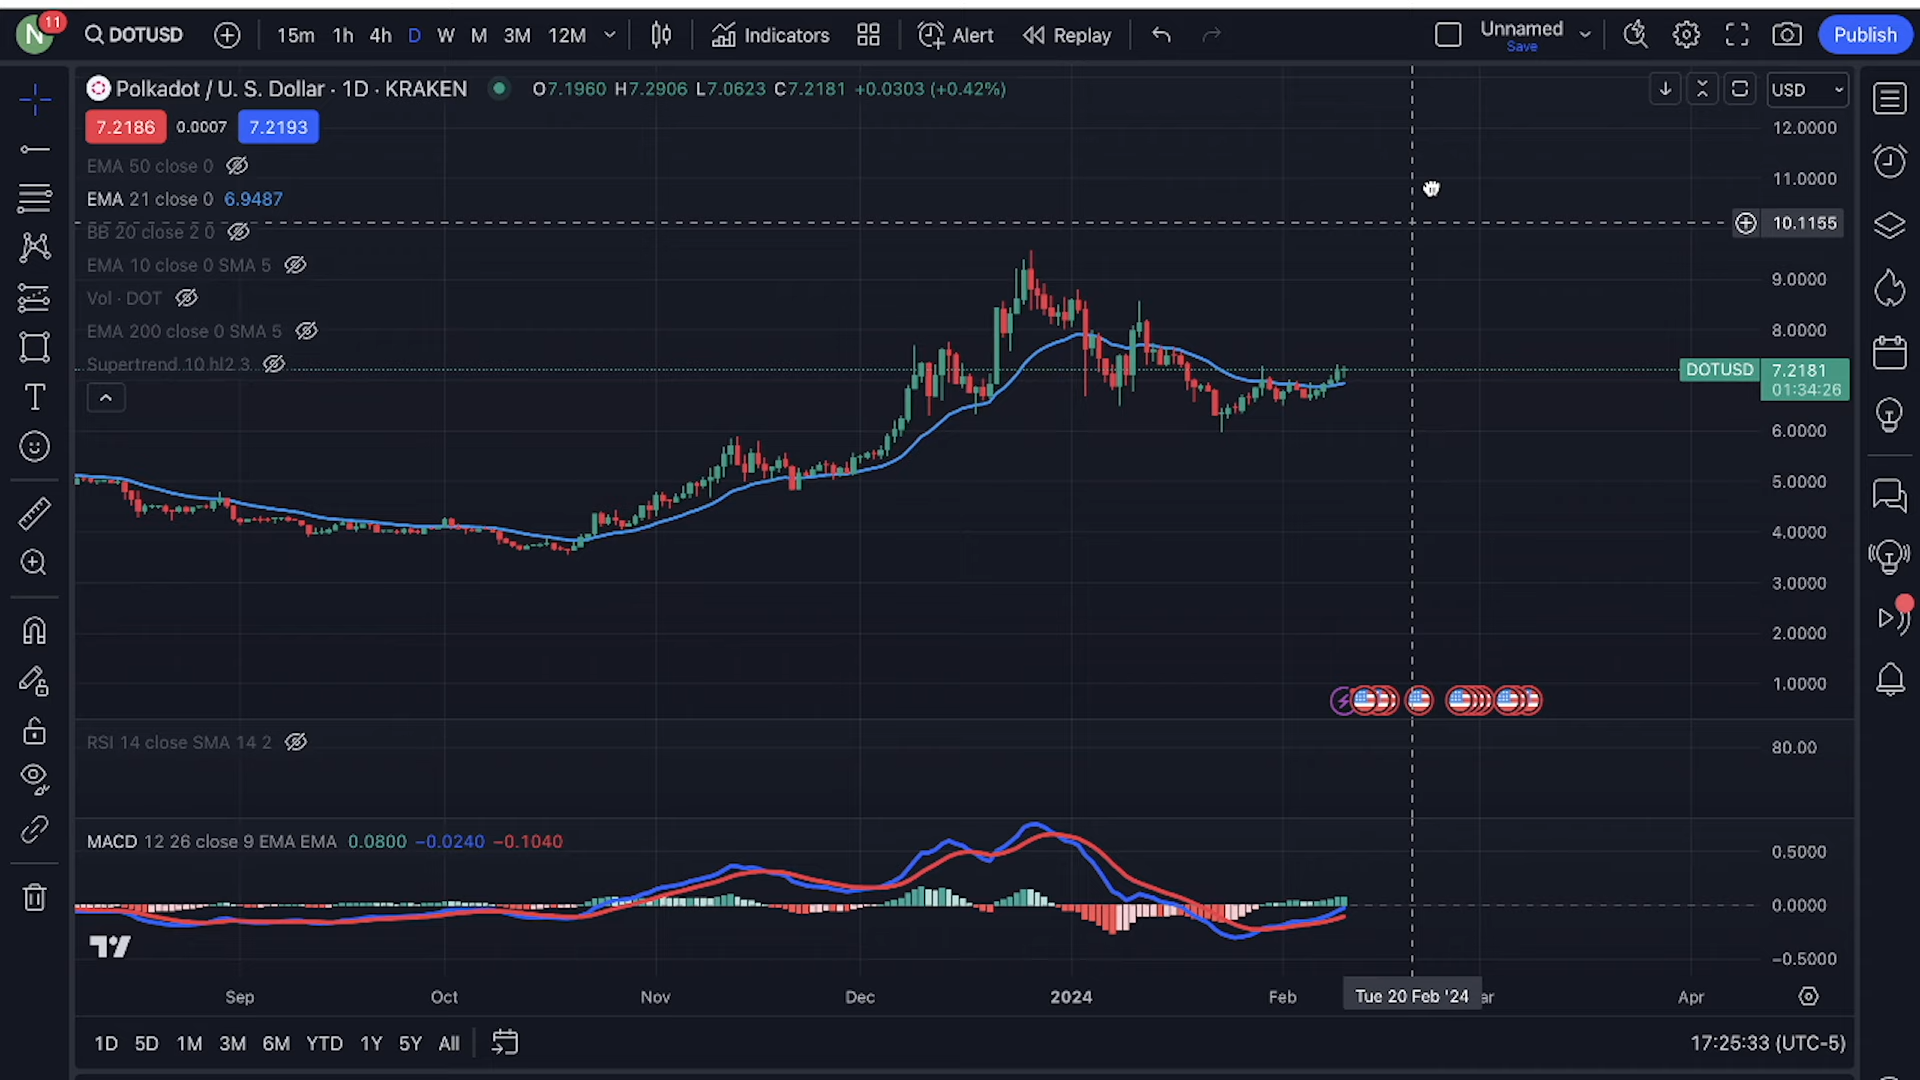 N 11 DOTUSD 15m 1h 4h D W M 3M 12M Indicators Alert Replay Unnamed Save Publish
Polkadot / U. S. Dollar · 1D · KRAKEN O7.1960 H7.2906 L7.0623 C7.2181 +0.0303 (+0.42%) USD
7.2186 0.0007 7.2193
EMA 50 close 0
EMA 21 close 0 6.9487
BB 20 close 2 0
EMA 10 close 0 SMA 5
Vol · DOT
EMA 200 close 0 SMA 5
Supertrend 10 hl2 3
12.0000
11.0000
10.1155
9.0000
8.0000
DOTUSD 7.2181
01:34:26
6.0000
5.0000
4.0000
3.0000
2.0000
1.0000
RSI 14 close SMA 14 2
80.00
MACD 12 26 close 9 EMA EMA 0.0800 −0.0240 −0.1040
0.5000
0.0000
−0.5000
Sep Oct Nov Dec 2024 Feb Tue 20 Feb '24 ar Apr
1D 5D 1M 3M 6M YTD 1Y 5Y All
17:25:33 (UTC-5)